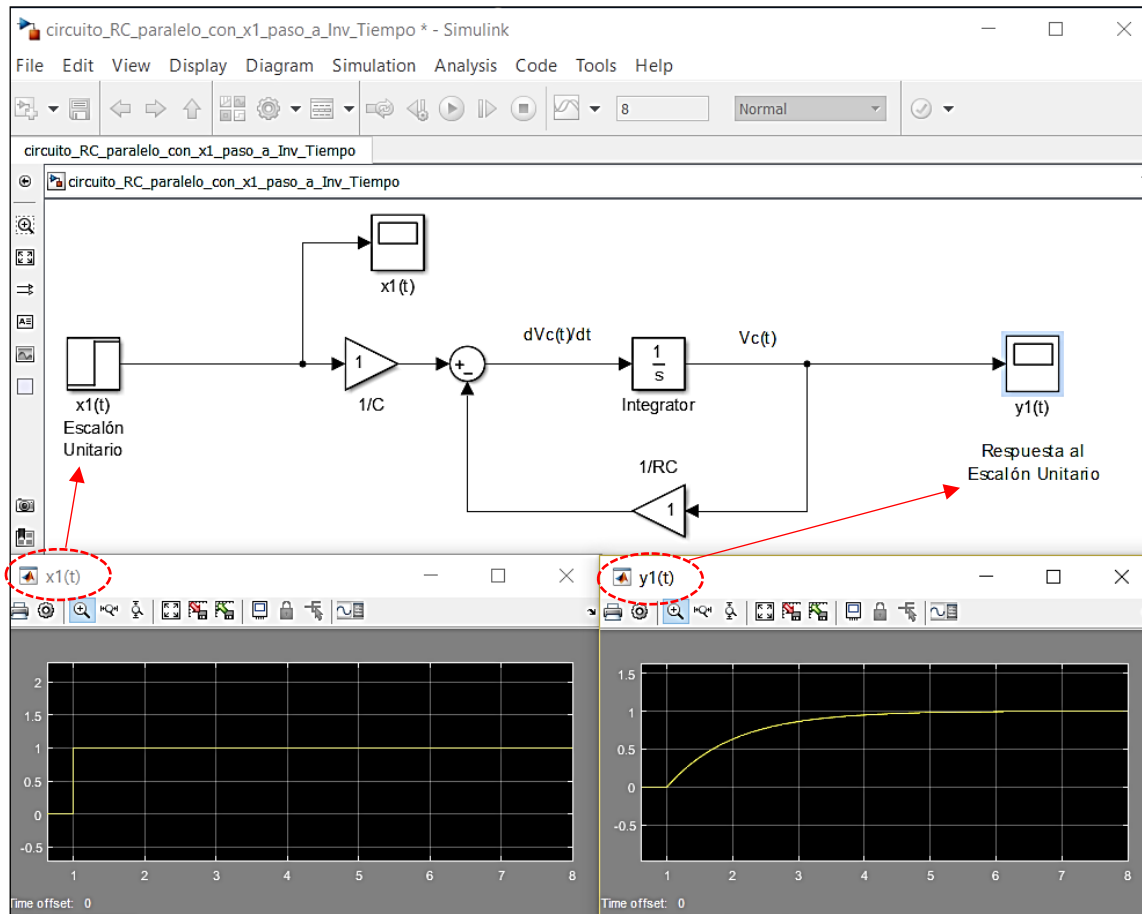 circuito_RC_paralelo_con_x1_paso_a_Inv_Tiempo * - Simulink
File Edit View Display Diagram Simulation Analysis Code Tools Help
8 Normal
circuito_RC_paralelo_con_x1_paso_a_Inv_Tiempo
circuito_RC_paralelo_con_x1_paso_a_Inv_Tiempo
x1(t)
dVc(t)/dt
Vc(t)
1
+
-
1
s
x1(t)
Escalón
Unitario
1/C
Integrator
y1(t)
1/RC
1
Respuesta al
Escalón Unitario
x1(t)
2
1.5
1
0.5
0
-0.5
1 2 3 4 5 6 7 8
Time offset: 0
y1(t)
1.5
1
0.5
0
-0.5
1 2 3 4 5 6 7 8
Time offset: 0